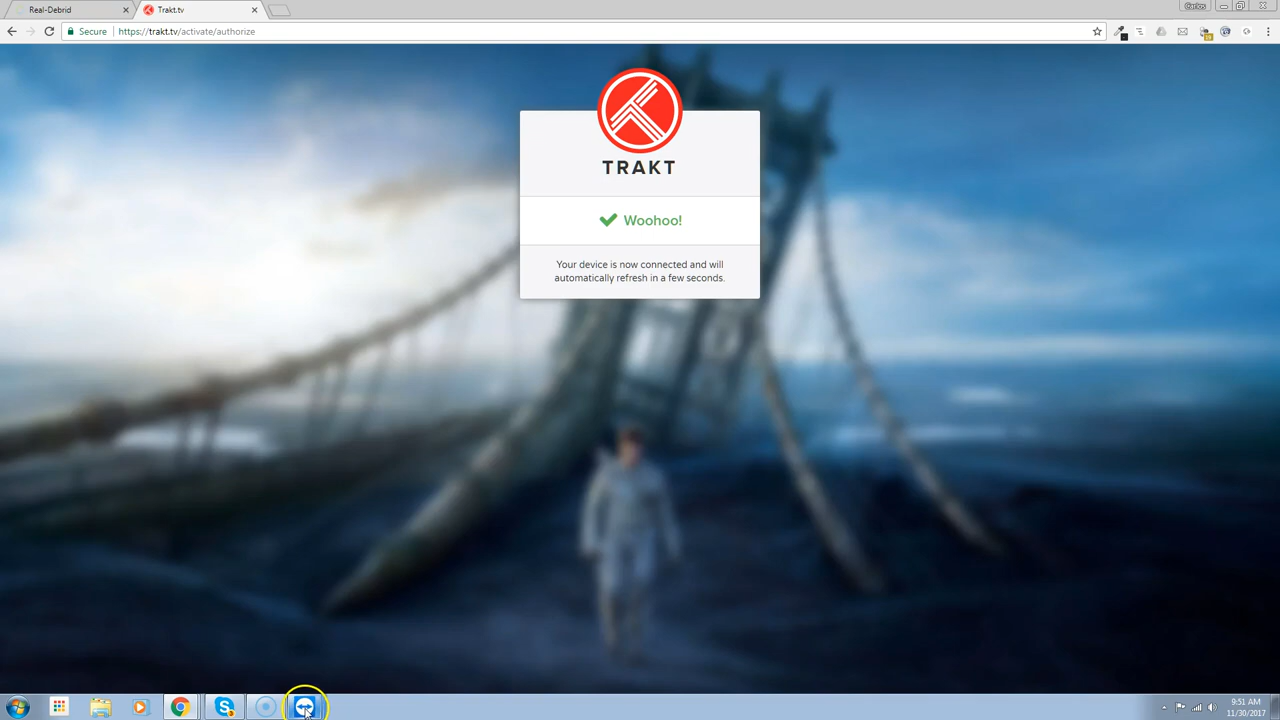 Real-Debrid
Trakt.tv
Carlos
Secure
https://trakt.tv/activate/authorize
TRAKT
Woohoo!
Your device is now connected and will
automatically refresh in a few seconds.
9:51 AM
11/30/2017